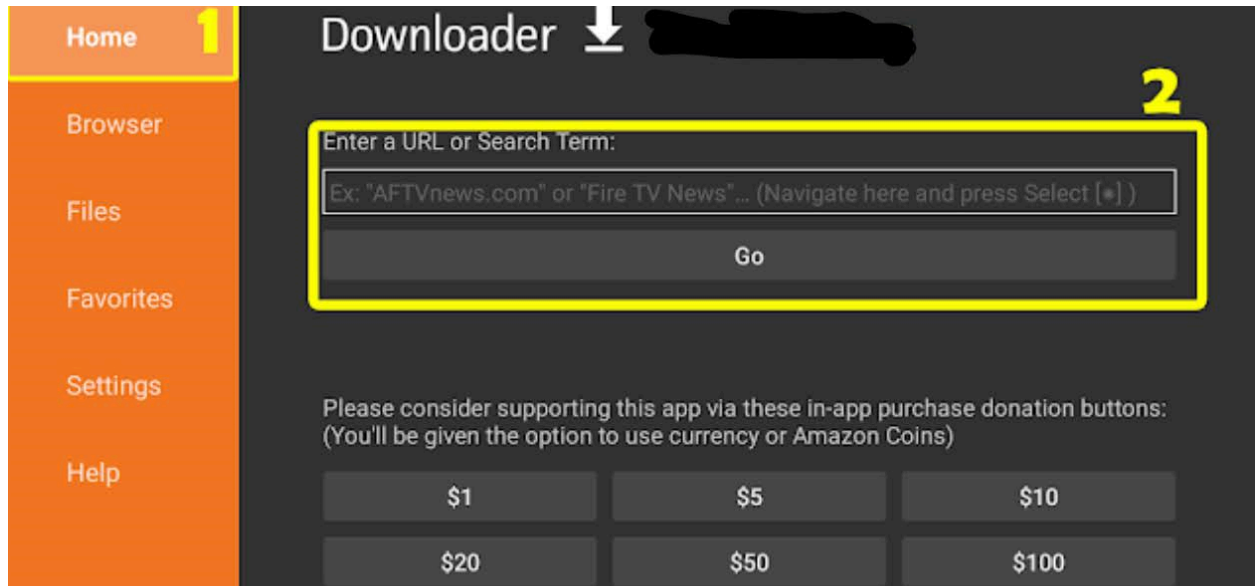 Home
1
Browser
Files
Favorites
Settings
Help
Downloader
2
Enter a URL or Search Term:
Ex: "AFTVnews.com" or "Fire TV News"... (Navigate here and press Select [⁕] )
Go
Please consider supporting this app via these in-app purchase donation buttons:
(You'll be given the option to use currency or Amazon Coins)
$1 $5 $10
$20 $50 $100